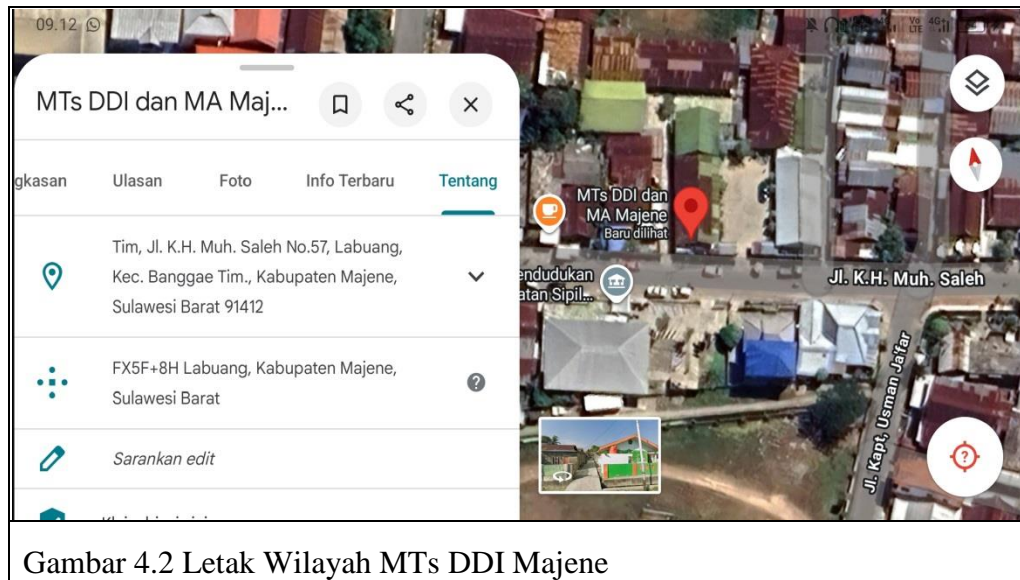 09.12
Vo
LTE
4G+
MTs DDI dan MA Maj...
gkasan
Ulasan
Foto
Info Terbaru
Tentang
Tim, Jl. K.H. Muh. Saleh No.57, Labuang,
Kec. Banggae Tim., Kabupaten Majene,
Sulawesi Barat 91412
FX5F+8H Labuang, Kabupaten Majene,
Sulawesi Barat
Sarankan edit
MTs DDI dan
MA Majene
Baru dilihat
endudukan
atan Sipil...
Jl. K.H. Muh. Saleh
Jl. Kapt, Usman Ja'far
Gambar 4.2 Letak Wilayah MTs DDI Majene